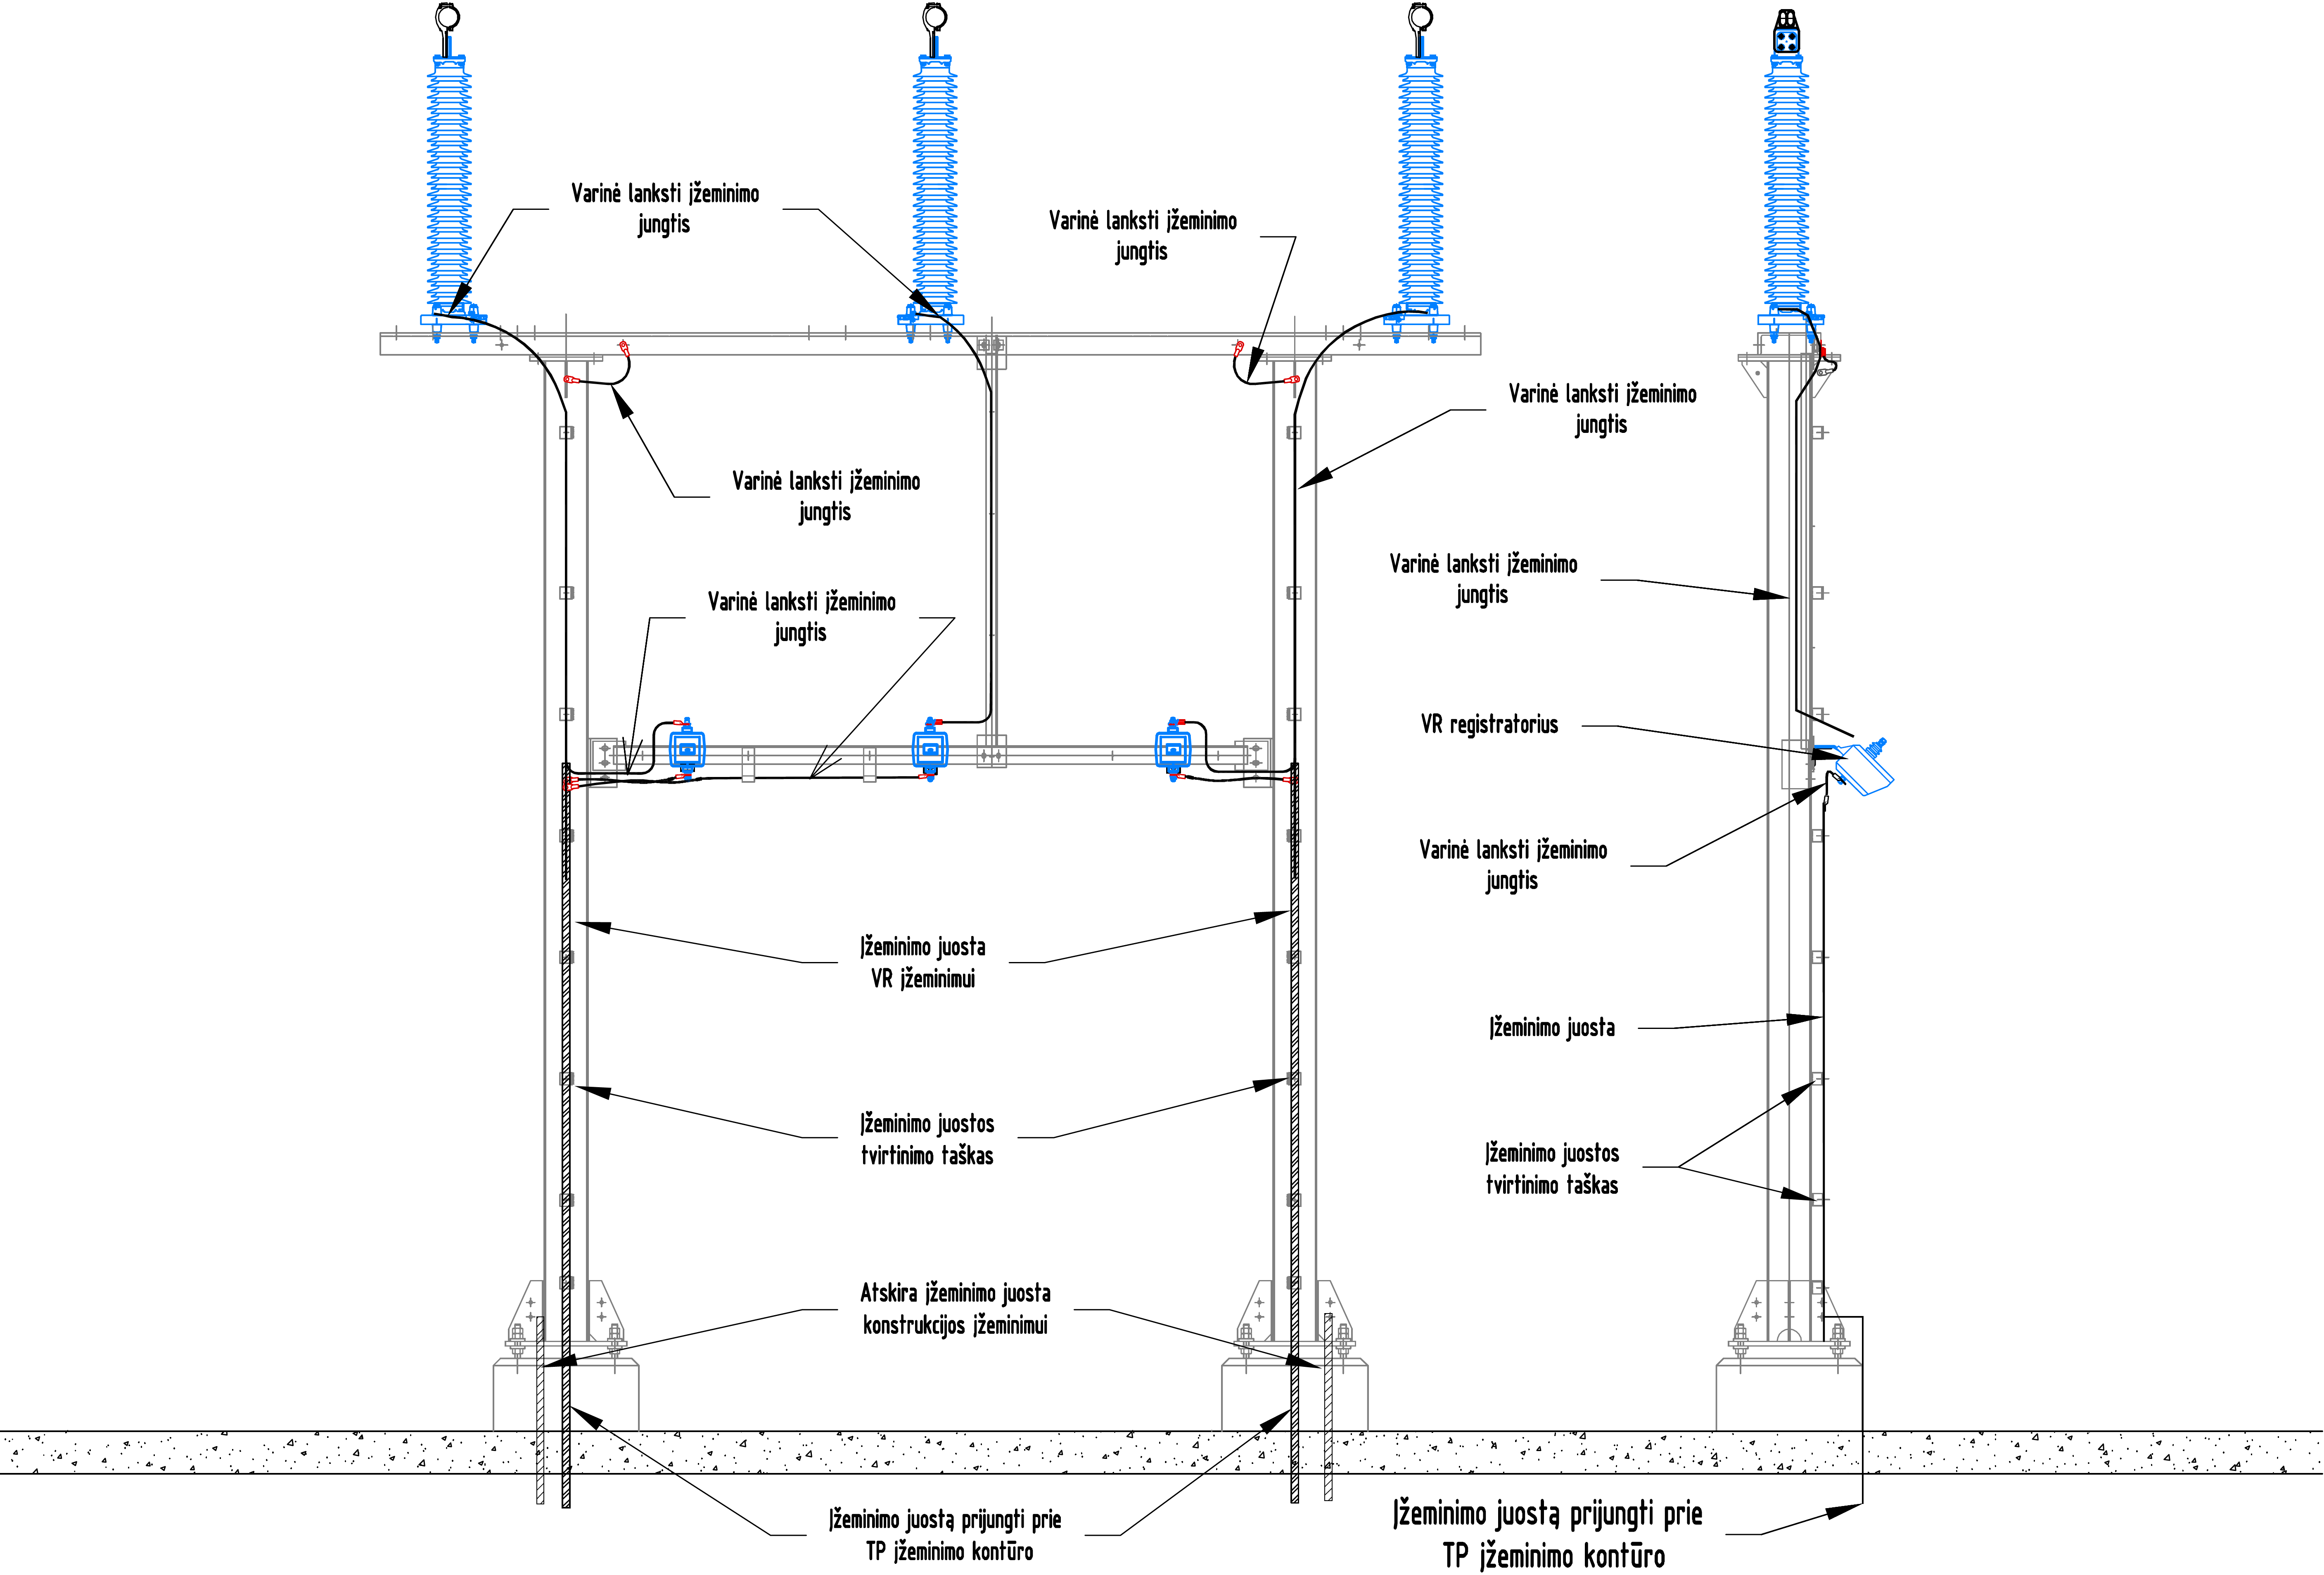 Varinė lanksti įžeminimo
jungtis
Varinė lanksti įžeminimo
jungtis
Varinė lanksti įžeminimo
jungtis
Varinė lanksti įžeminimo
jungtis
Varinė lanksti įžeminimo
jungtis
Varinė lanksti įžeminimo
jungtis
VR registratorius
Varinė lanksti įžeminimo
jungtis
Įžeminimo juosta
VR įžeminimui
Įžeminimo juosta
Įžeminimo juostos
tvirtinimo taškas
Įžeminimo juostos
tvirtinimo taškas
Atskira įžeminimo juosta
konstrukcijos įžeminimui
Įžeminimo juostą prijungti prie
TP įžeminimo kontūro
Įžeminimo juostą prijungti prie
TP įžeminimo kontūro